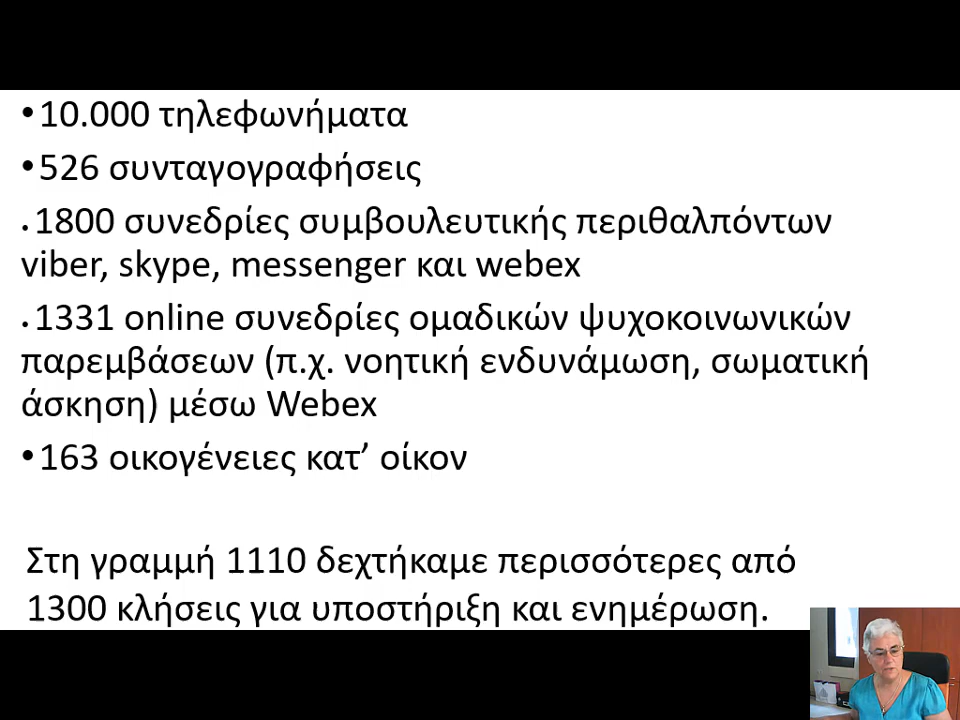 •10.000 τηλεφωνήματα
•526 συνταγογραφήσεις
•1800 συνεδρίες συμβουλευτικής περιθαλπόντων
viber, skype, messenger και webex
•1331 online συνεδρίες ομαδικών ψυχοκοινωνικών
παρεμβάσεων (π.χ. νοητική ενδυνάμωση, σωματική
άσκηση) μέσω Webex
•163 οικογένειες κατ’ οίκον
Στη γραμμή 1110 δεχτήκαμε περισσότερες από
1300 κλήσεις για υποστήριξη και ενημέρωση.